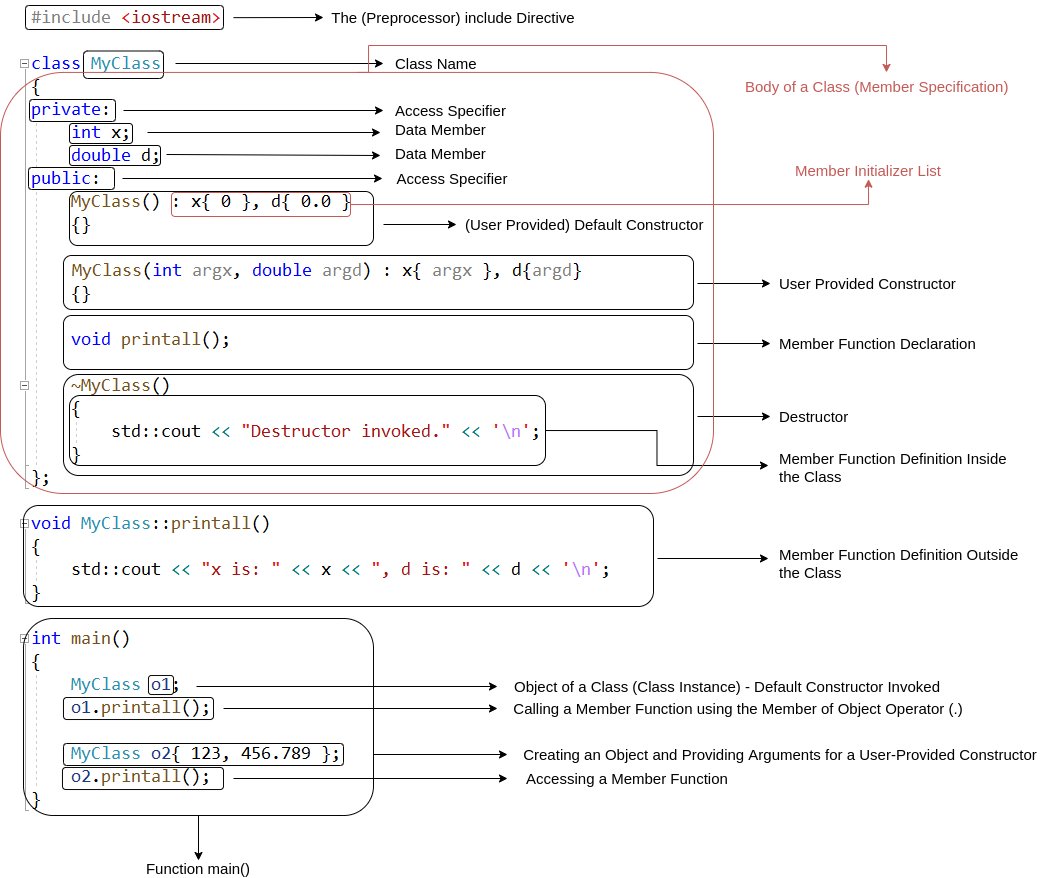 #include <iostream> The (Preprocessor) include Directive
class MyClass Class Name
{
Body of a Class (Member Specification)
private: Access Specifier
int x; Data Member
double d; Data Member
public: Access Specifier
Member Initializer List
MyClass() : x{ 0 }, d{ 0.0 }
{}
(User Provided) Default Constructor
MyClass(int argx, double argd) : x{ argx }, d{argd}
{}
User Provided Constructor
void printall(); Member Function Declaration
~MyClass()
{
Destructor
std::cout << "Destructor invoked." << '\n';
}
Member Function Definition Inside
the Class
};
void MyClass::printall()
{
std::cout << "x is: " << x << ", d is: " << d << '\n';
}
Member Function Definition Outside
the Class
int main()
{
MyClass o1; Object of a Class (Class Instance) - Default Constructor Invoked
o1.printall(); Calling a Member Function using the Member of Object Operator (.)
MyClass o2{ 123, 456.789 }; Creating an Object and Providing Arguments for a User-Provided Constructor
o2.printall(); Accessing a Member Function
}
Function main()